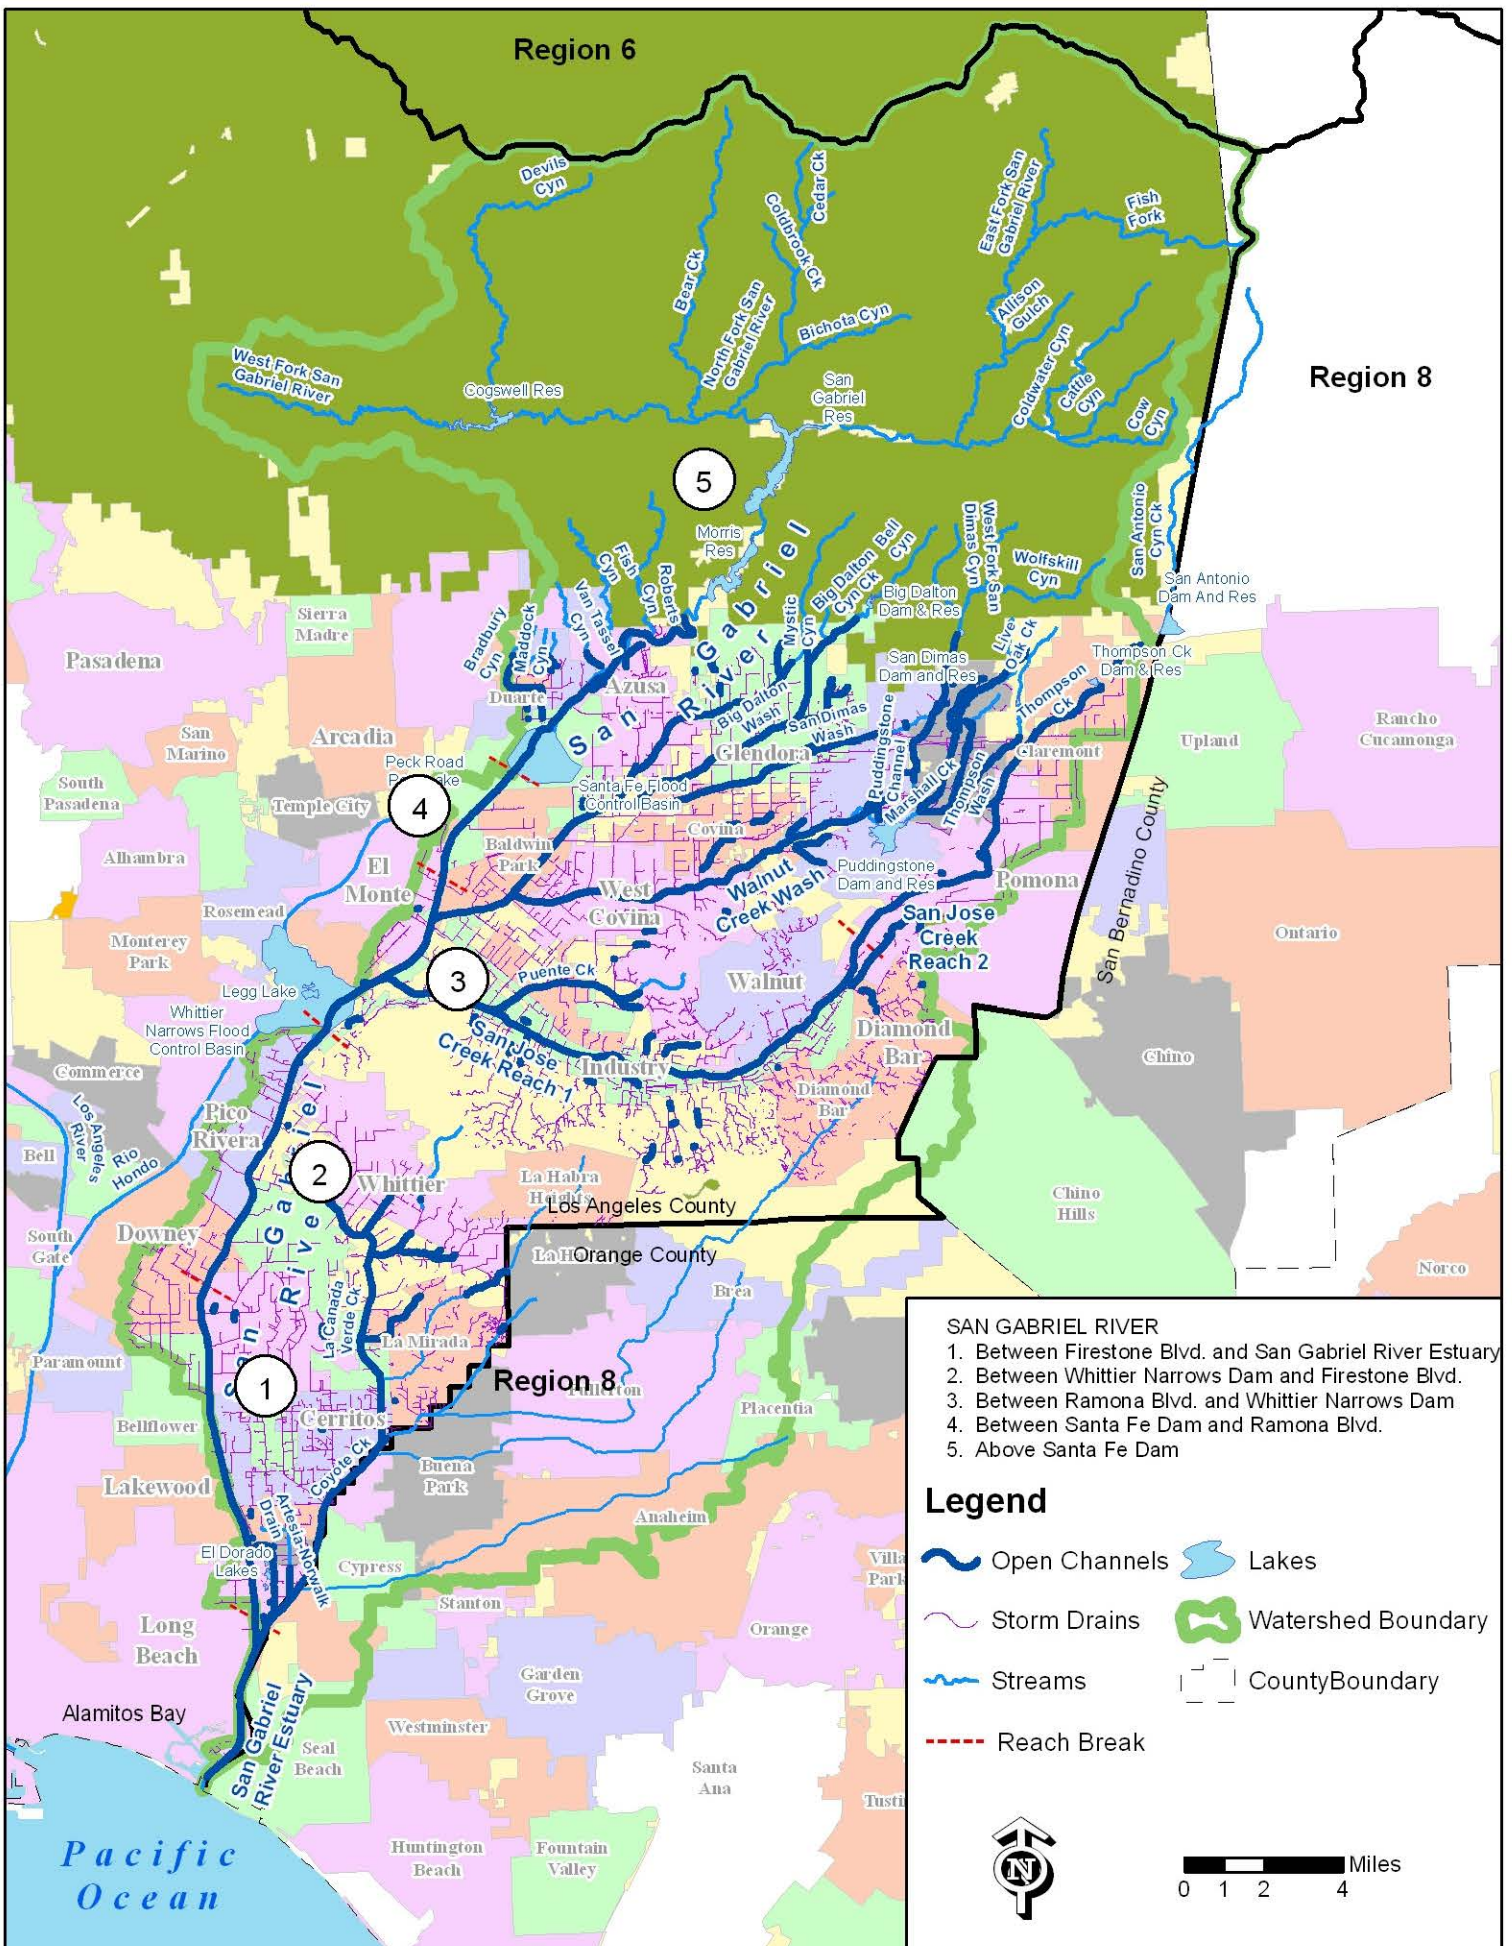 Region 6
Devils
Cyn
Cedar Ck
Coldbrook Ck
East Fork San
Gabriel River
Fish
Fork
Bear Ck
North Fork San
Gabriel River
Bichota Cyn
Allison
Gulch
West Fork San
Gabriel River
Cogswell Res
San
Gabriel
Res
Coldwater Cyn
Cattle
Cyn
Cow
Cyn
Region 8
5
Morris
Res
San Gabriel
River
San Antonio
Cyn Ck
San Antonio
Dam And Res
Fish
Cyn
Roberts
Cyn
Van Tassel
Cyn
Bradbury
Cyn
Maddock
Cyn
Mystic
Cyn
Big Dalton
Cyn Ck
Bell
Cyn
Big Dalton
Dam & Res
San
Dimas Cyn
West Fork San
Dimas Cyn
Wolfskill
Cyn
Live
Oak Ck
San Dimas
Dam and Res
Thompson Ck
Dam & Res
Thompson
Ck
Sierra
Madre
Pasadena
Duarte
Azusa
Big Dalton
Wash
San Dimas
Wash
Glendora
Puddingstone
Channel
Marshall Ck
Thompson
Wash
Claremont
Upland
Rancho
Cucamonga
San
Marino
Arcadia
South
Pasadena
Temple City
Peck Road
4
Santa Fe Flood
Control Basin
Covina
Baldwin
Park
Alhambra
El
Monte
Rosemead
West
Covina
Walnut
Creek Wash
Puddingstone
Dam and Res
Pomona
San Bernadino County
Ontario
Monterey
Park
San Jose
Creek
Reach 2
3
Puente Ck
Walnut
Legg Lake
Whittier
Narrows Flood
Control Basin
San Jose
Creek Reach 1
Industry
Diamond
Bar
Diamond
Bar
Chino
Commerce
Los Angeles
River
Rio
Hondo
Bell
Pico
Rivera
2
Whittier
La Habra
Heights
Los Angeles County
Orange County
Chino
Hills
South
Gate
Downey
San Gabriel
River
La Canada
Verde Ck
La Mirada
Brea
Norco
Paramount
1
Region 8
Cerritos
Placentia
Bellflower
Coyote Ck
Buena
Park
Lakewood
Artesia-Norwalk
Drain
Anaheim
El Dorado
Lakes
Cypress
Villa
Park
Stanton
Long
Beach
Orange
Garden
Grove
Alamitos Bay
San Gabriel
River Estuary
Westminster
Seal
Beach
Santa
Ana
Huntington
Beach
Fountain
Valley
Pacific
Ocean
SAN GABRIEL RIVER
1. Between Firestone Blvd. and San Gabriel River Estuary
2. Between Whittier Narrows Dam and Firestone Blvd.
3. Between Ramona Blvd. and Whittier Narrows Dam
4. Between Santa Fe Dam and Ramona Blvd.
5. Above Santa Fe Dam
Legend
Open Channels
Lakes
Storm Drains
Watershed Boundary
Streams
CountyBoundary
Reach Break
N
Miles
0 1 2 4